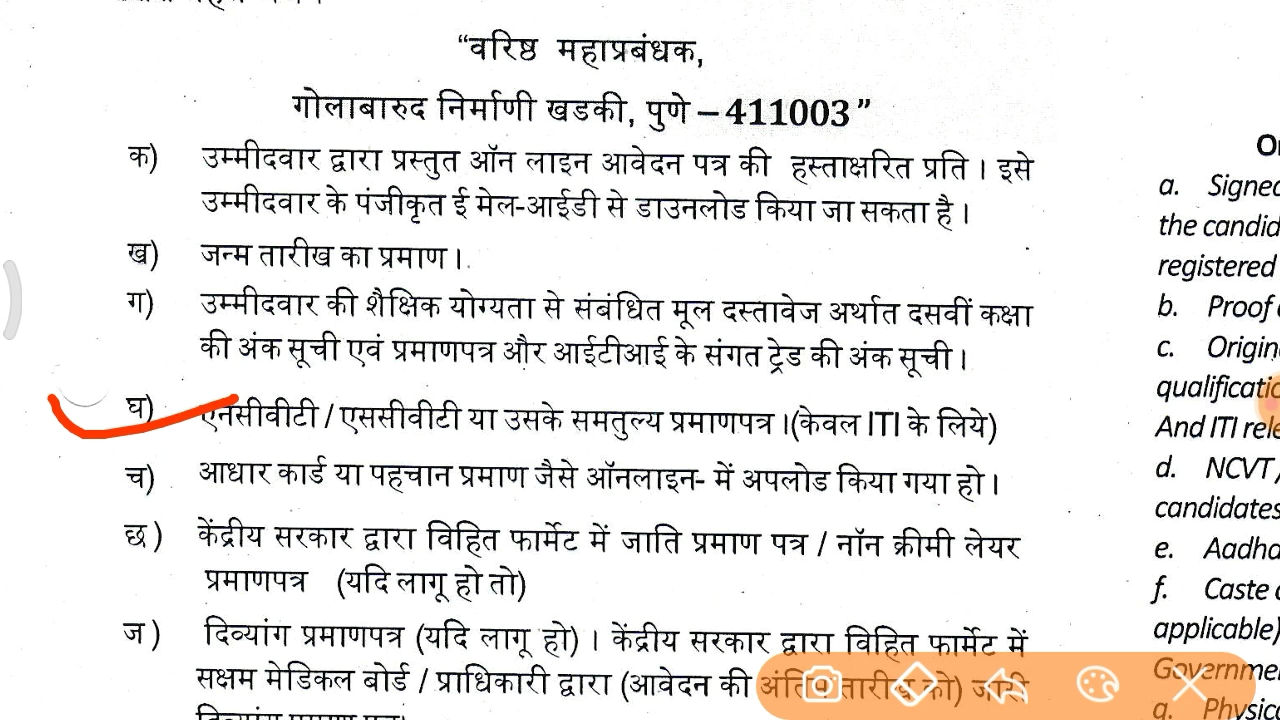 “वरिष्ठ महाप्रबंधक,
गोलाबारुद निर्माणी खडकी, पुणे – 411003”
क) उम्मीदवार द्वारा प्रस्तुत ऑन लाइन आवेदन पत्र की हस्ताक्षरित प्रति । इसे
उम्मीदवार के पंजीकृत ई मेल-आईडी से डाउनलोड किया जा सकता है ।
ख) जन्म तारीख का प्रमाण ।
ग) उम्मीदवार की शैक्षिक योग्यता से संबंधित मूल दस्तावेज अर्थात दसवीं कक्षा
की अंक सूची एवं प्रमाणपत्र और आईटीआई के संगत ट्रेड की अंक सूची ।
घ) एनसीवीटी / एससीवीटी या उसके समतुल्य प्रमाणपत्र ।(केवल ITI के लिये)
च) आधार कार्ड या पहचान प्रमाण जैसे ऑनलाइन- में अपलोड किया गया हो ।
छ ) केंद्रीय सरकार द्वारा विहित फार्मेट में जाति प्रमाण पत्र / नॉन क्रीमी लेयर
प्रमाणपत्र (यदि लागू हो तो)
ज ) दिव्यांग प्रमाणपत्र (यदि लागू हो) । केंद्रीय सरकार द्वारा विहित फार्मेट में
सक्षम मेडिकल बोर्ड / प्राधिकारी द्वारा (आवेदन की अंतिम तारीख को) जारी
a. Signed
the candid
registered
b. Proof
c. Origin
qualificatio
And ITI rele
d. NCVT,
candidates
e. Aadha
f. Caste
applicable)
Governme
g. Physic